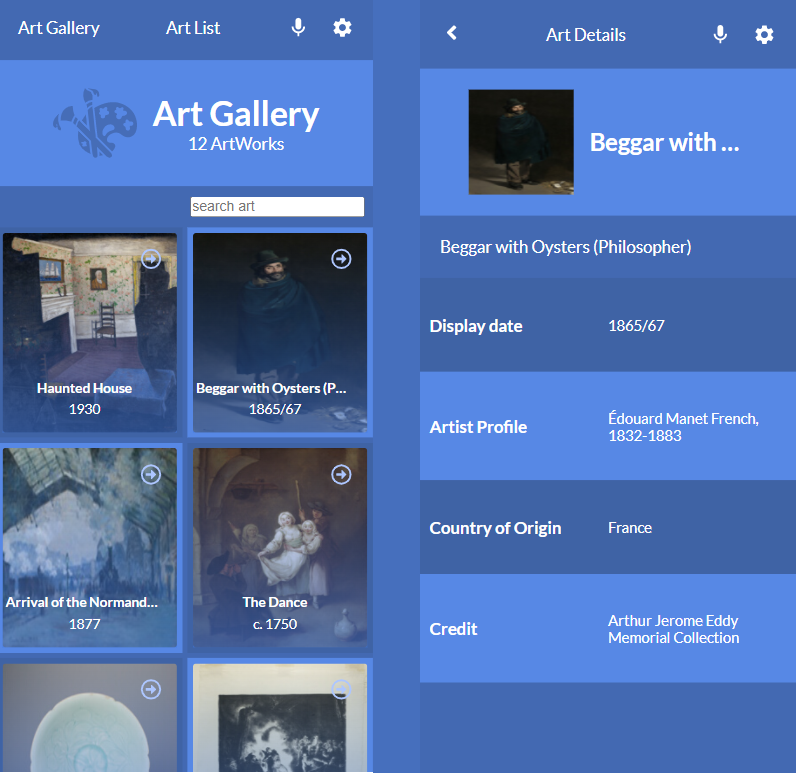 Art Gallery
Art List
Art Gallery
12 ArtWorks
search art
Haunted House
1930
Beggar with Oysters (P...
1865/67
Arrival of the Normand...
1877
The Dance
c. 1750
Art Details
Beggar with ...
Beggar with Oysters (Philosopher)
Display date
1865/67
Artist Profile
Édouard Manet French,
1832-1883
Country of Origin
France
Credit
Arthur Jerome Eddy
Memorial Collection